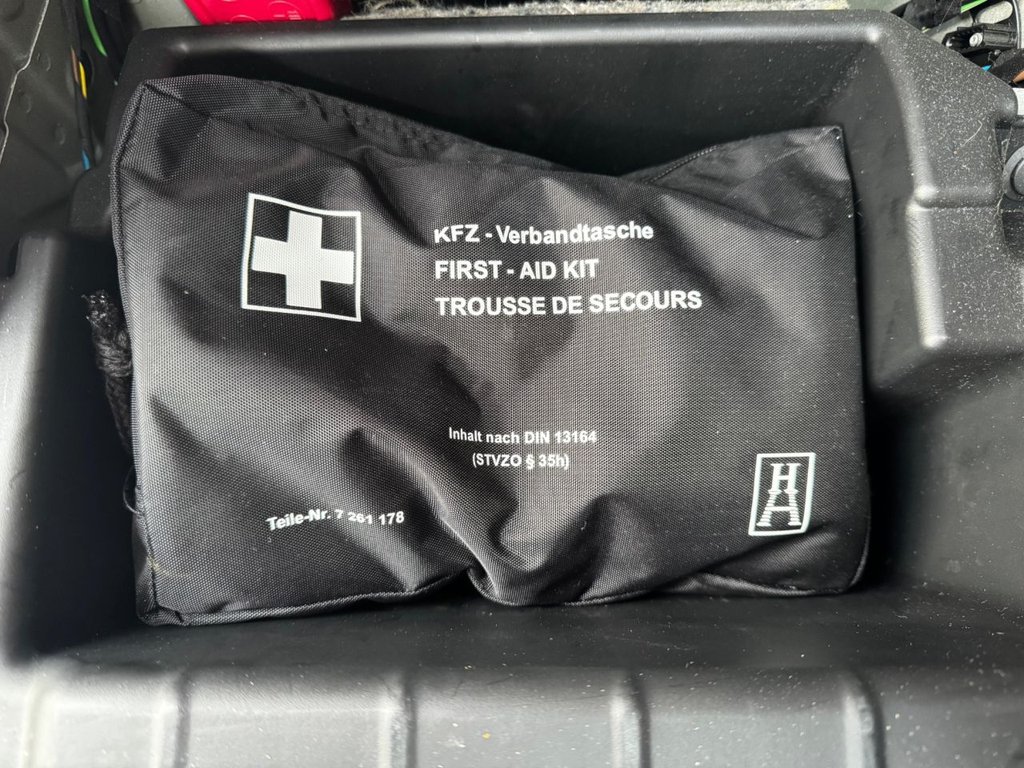 KFZ - Verbandtasche
FIRST - AID KIT
TROUSSE DE SECOURS
Inhalt nach DIN 13164
(STVZO § 35h)
Teile-Nr. 7 261 178
HA